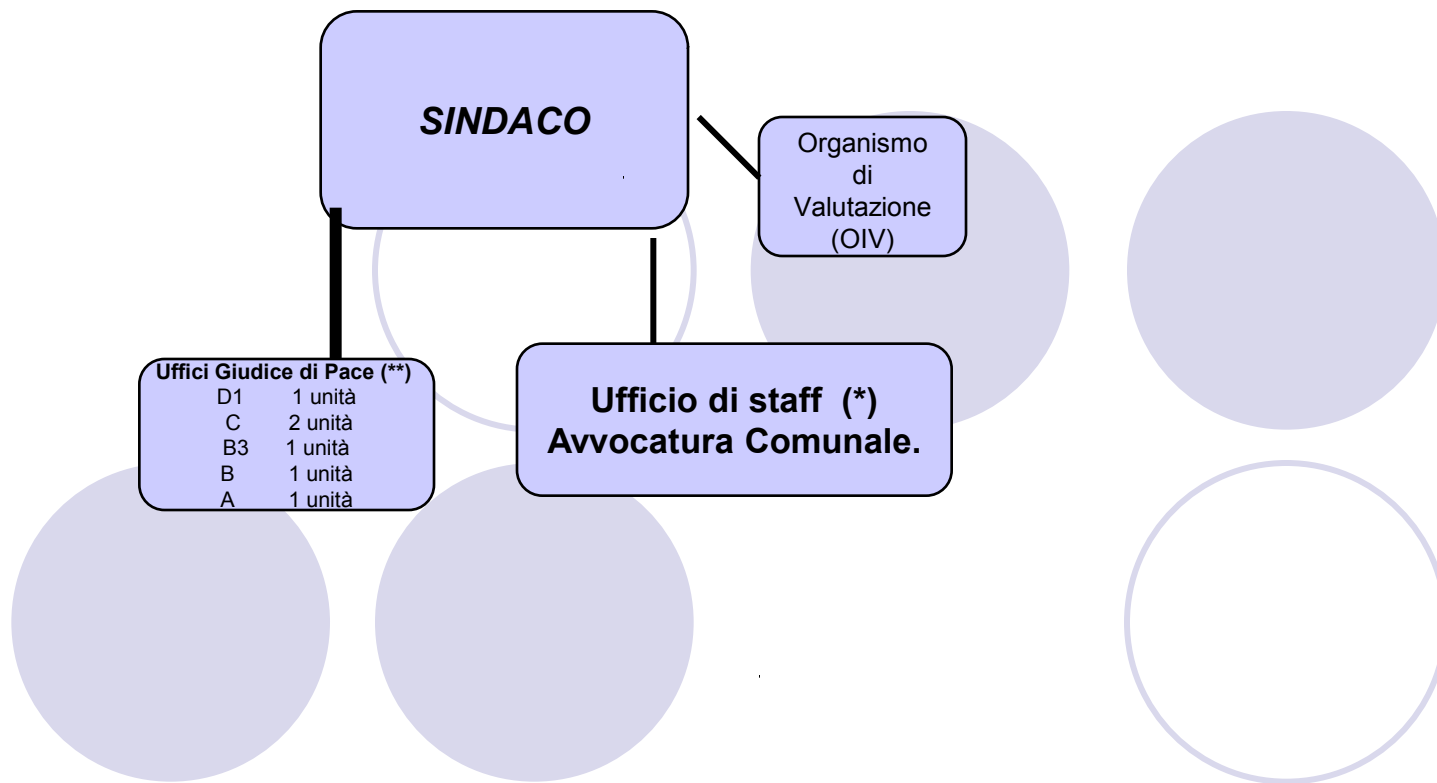 SINDACO
Organismo
di
Valutazione
(OIV)
Uffici Giudice di Pace (**)
D1 1 unità
C 2 unità
B3 1 unità
B 1 unità
A 1 unità
Ufficio di staff (*)
Avvocatura Comunale.